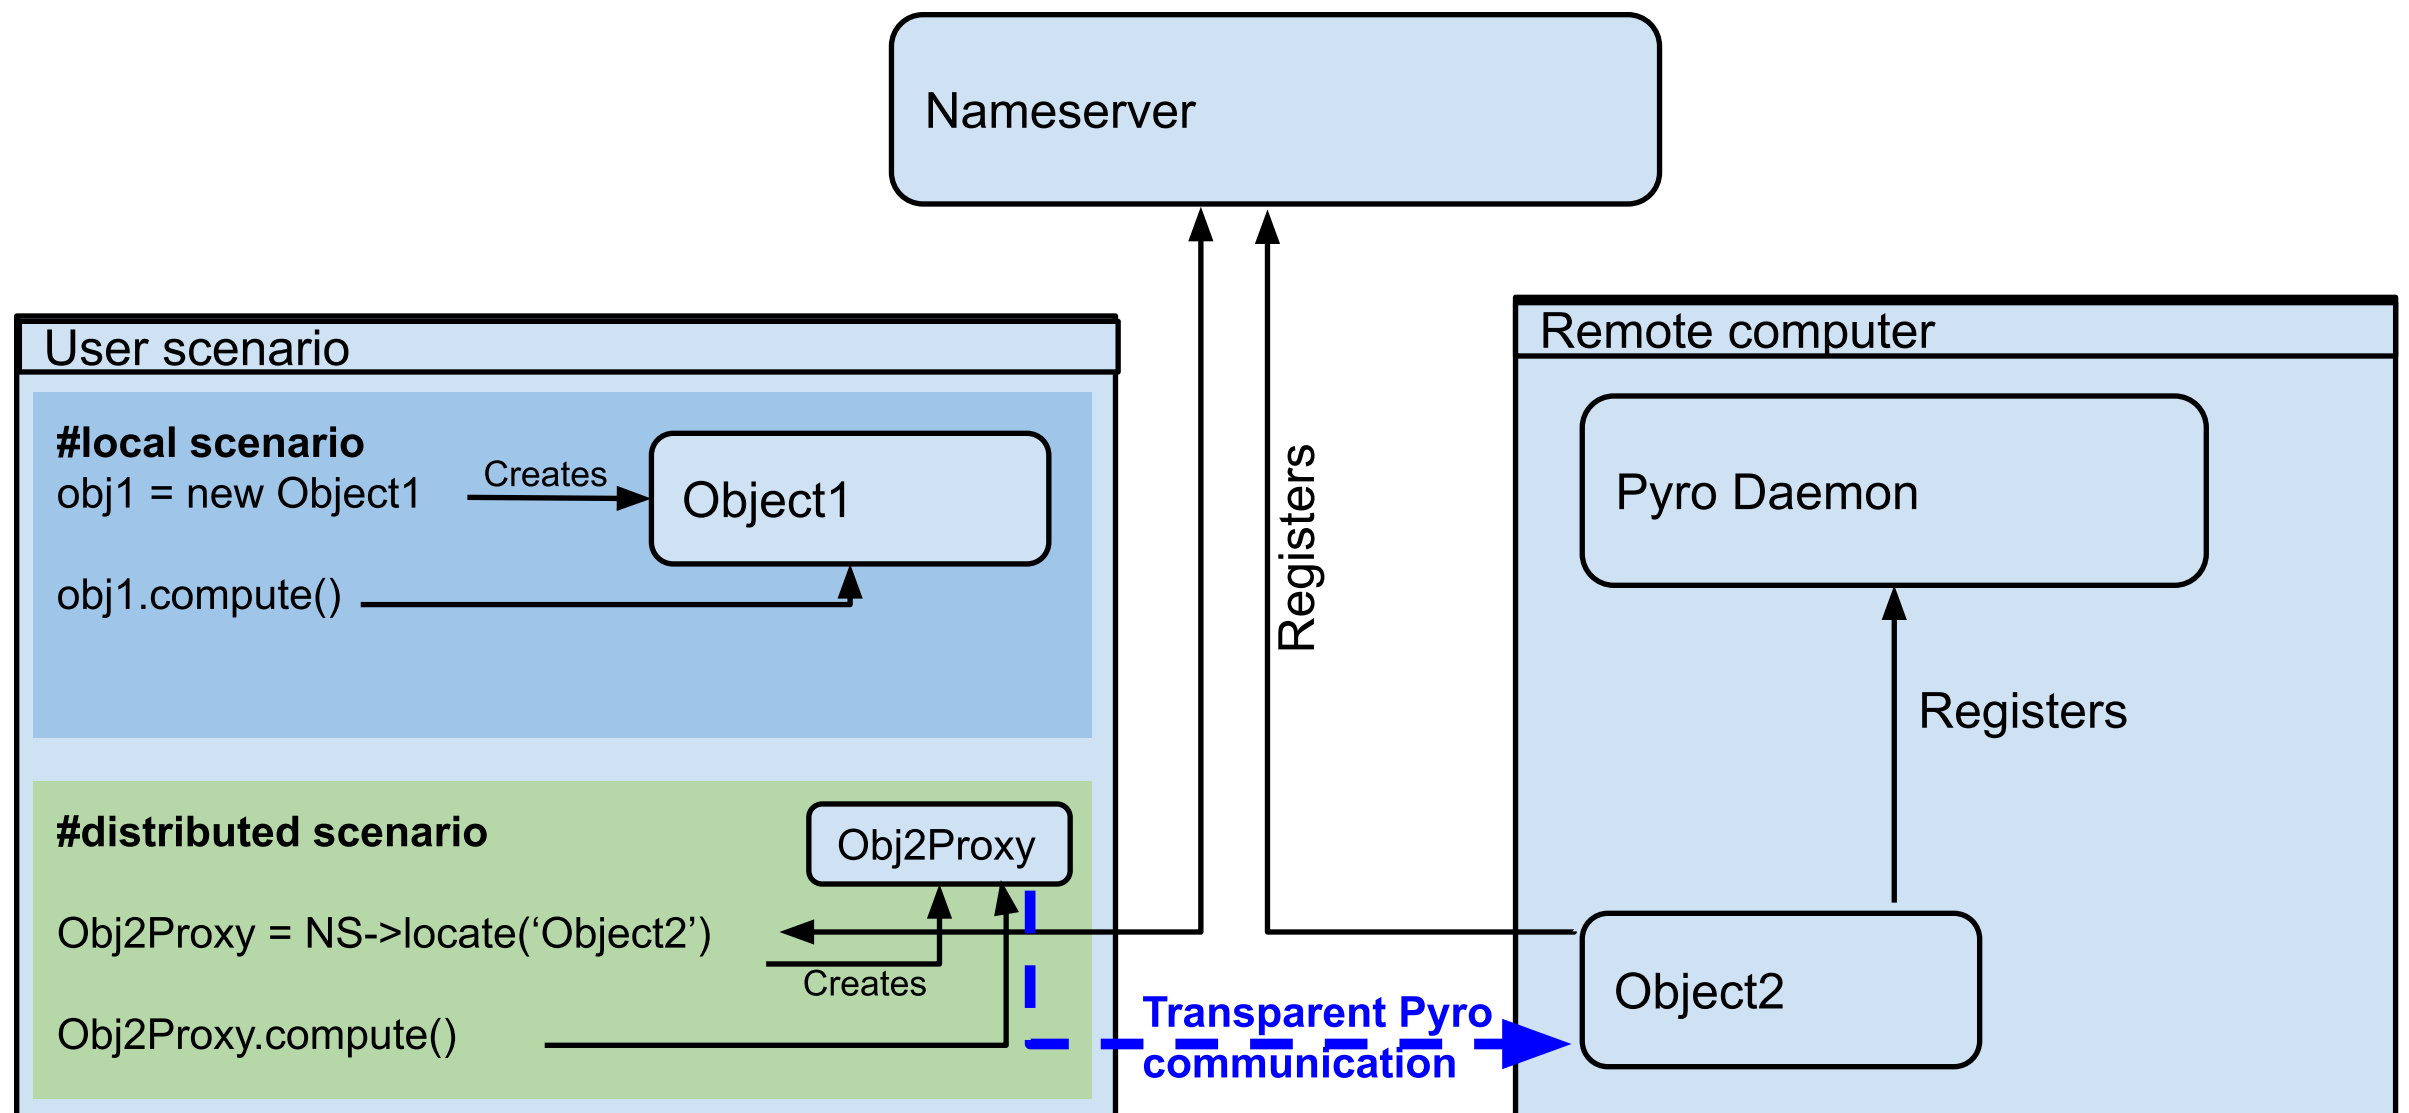 Nameserver
User scenario
#local scenario
obj1 = new Object1
Creates
Object1
obj1.compute()
#distributed scenario
Obj2Proxy
Obj2Proxy = NS->locate(‘Object2’)
Creates
Obj2Proxy.compute()
Registers
Transparent Pyro
communication
Remote computer
Pyro Daemon
Registers
Object2